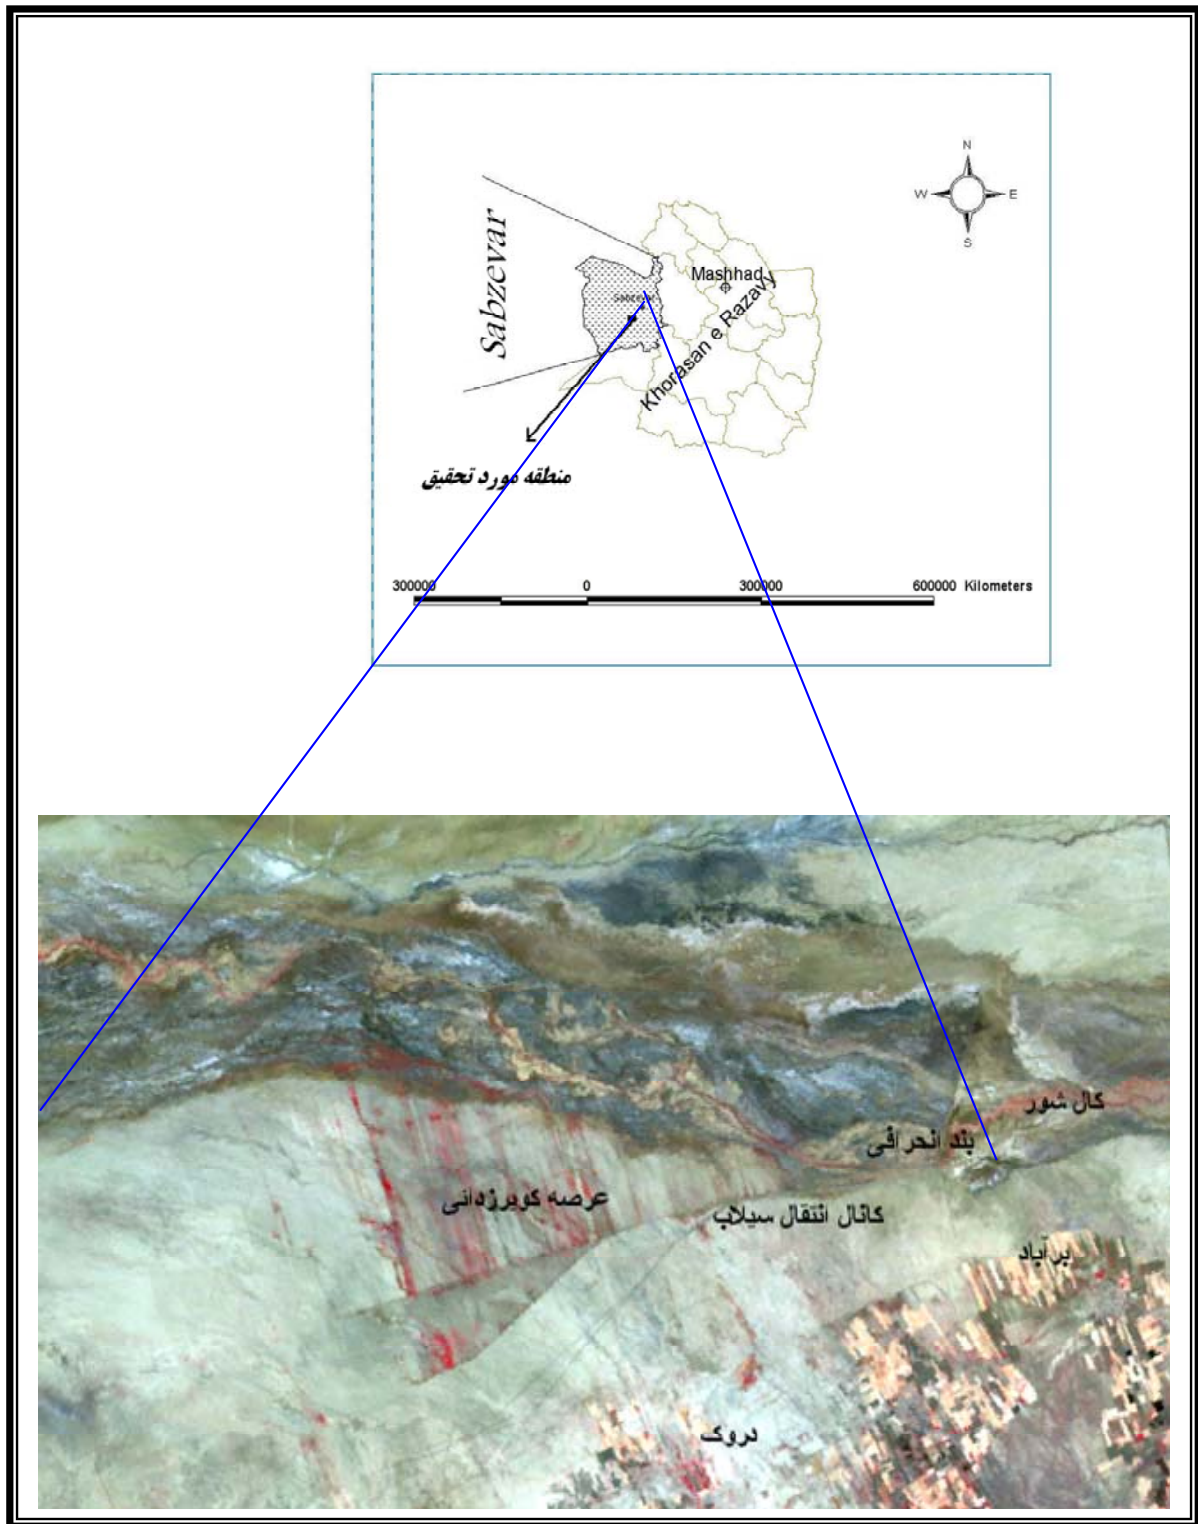 N
W E
S
Sabzevar
Mashhad
Sabzevar
Khorasan e Razavy
منطقه مورد تحقیق
300000 0 300000 600000 Kilometers
کال شور
بند انحرافی
عرصه کویرزدائی
کانال انتقال سیلاب
برآباد
دروک